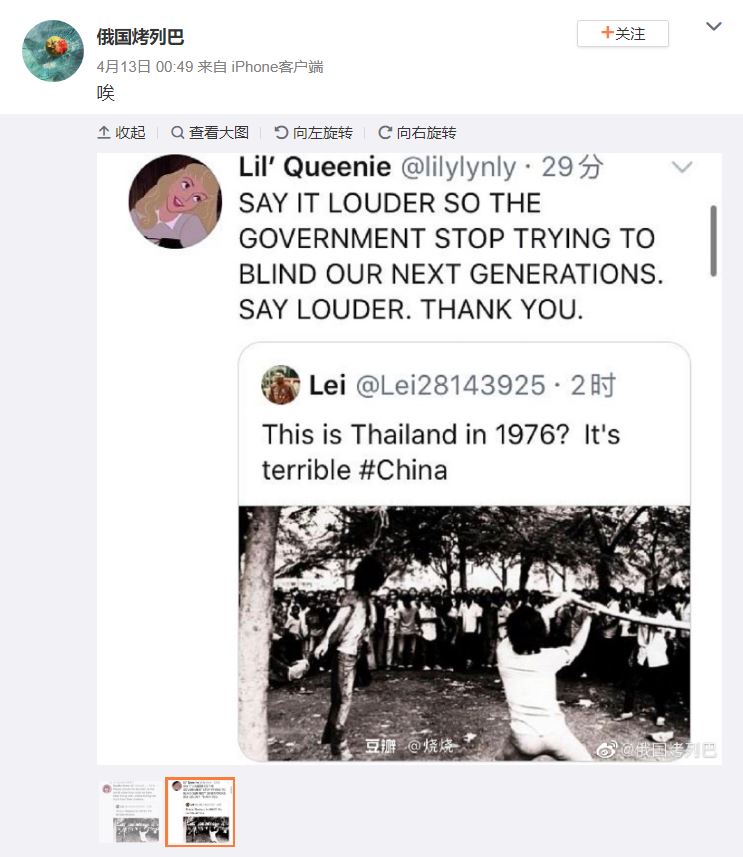 俄国烤列巴
+关注
4月13日 00:49 来自 iPhone客户端
唉
收起
查看大图
向左旋转
向右旋转
Lil’ Queenie @lilylynly · 29分
SAY IT LOUDER SO THE
GOVERNMENT STOP TRYING TO
BLIND OUR NEXT GENERATIONS.
SAY LOUDER. THANK YOU.
Lei @Lei28143925 · 2时
This is Thailand in 1976? It's
terrible #China
豆瓣 @烧烧
@俄国烤列巴